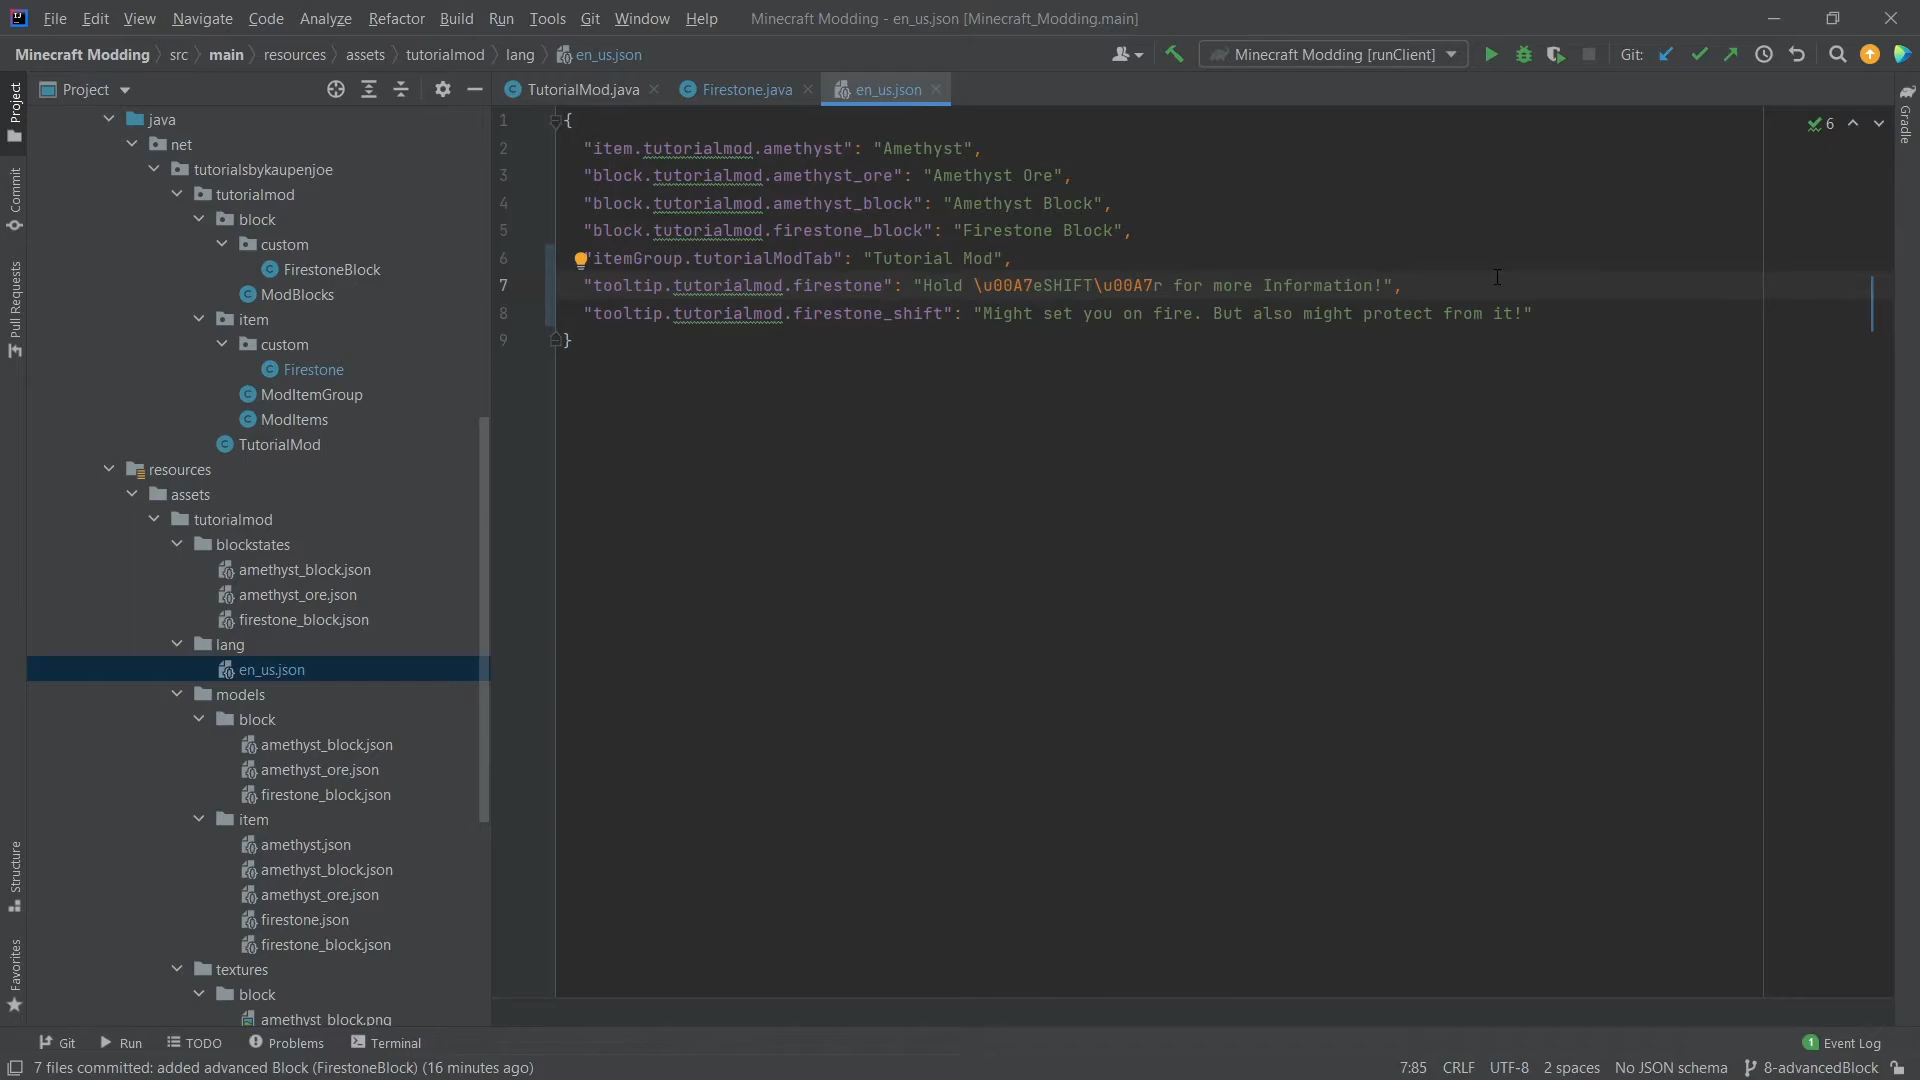 File Edit View Navigate Code Analyze Refactor Build Run Tools Git Window Help Minecraft Modding - en_us.json [Minecraft_Modding.main]
Minecraft Modding src main resources assets tutorialmod lang en_us.json Minecraft Modding [runClient] Git:
Project TutorialMod.java Firestone.java en_us.json
Project
Commit
Pull Requests
Structure
Favorites
Gradle
java
net
tutorialsbykaupenjoe
tutorialmod
block
custom
FirestoneBlock
ModBlocks
item
custom
Firestone
ModItemGroup
ModItems
TutorialMod
resources
assets
tutorialmod
blockstates
amethyst_block.json
amethyst_ore.json
firestone_block.json
lang
en_us.json
models
block
amethyst_block.json
amethyst_ore.json
firestone_block.json
item
amethyst.json
amethyst_block.json
amethyst_ore.json
firestone.json
firestone_block.json
textures
block
amethyst_block.png
1 {
2 "item.tutorialmod.amethyst": "Amethyst",
3 "block.tutorialmod.amethyst_ore": "Amethyst Ore",
4 "block.tutorialmod.amethyst_block": "Amethyst Block",
5 "block.tutorialmod.firestone_block": "Firestone Block",
6 "itemGroup.tutorialModTab": "Tutorial Mod",
7 "tooltip.tutorialmod.firestone": "Hold \u00A7eSHIFT\u00A7r for more Information!",
8 "tooltip.tutorialmod.firestone_shift": "Might set you on fire. But also might protect from it!"
9 }
6
Git Run TODO Problems Terminal 1 Event Log
7 files committed: added advanced Block (FirestoneBlock) (16 minutes ago) 7:85 CRLF UTF-8 2 spaces No JSON schema 8-advancedBlock